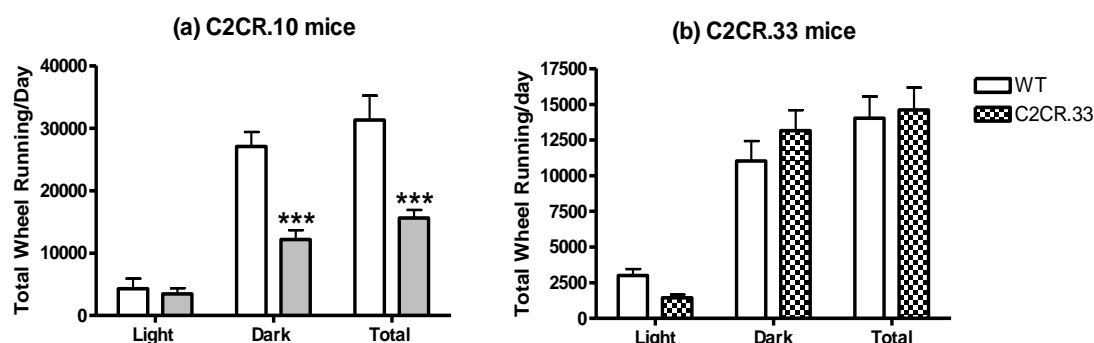 (a) C2CR.10 mice
Total Wheel Running/Day
40000
30000
20000
10000
0
***
***
Light Dark Total
(b) C2CR.33 mice
Total Wheel Running/day
17500
15000
12500
10000
7500
5000
2500
0
Light Dark Total
WT
C2CR.33